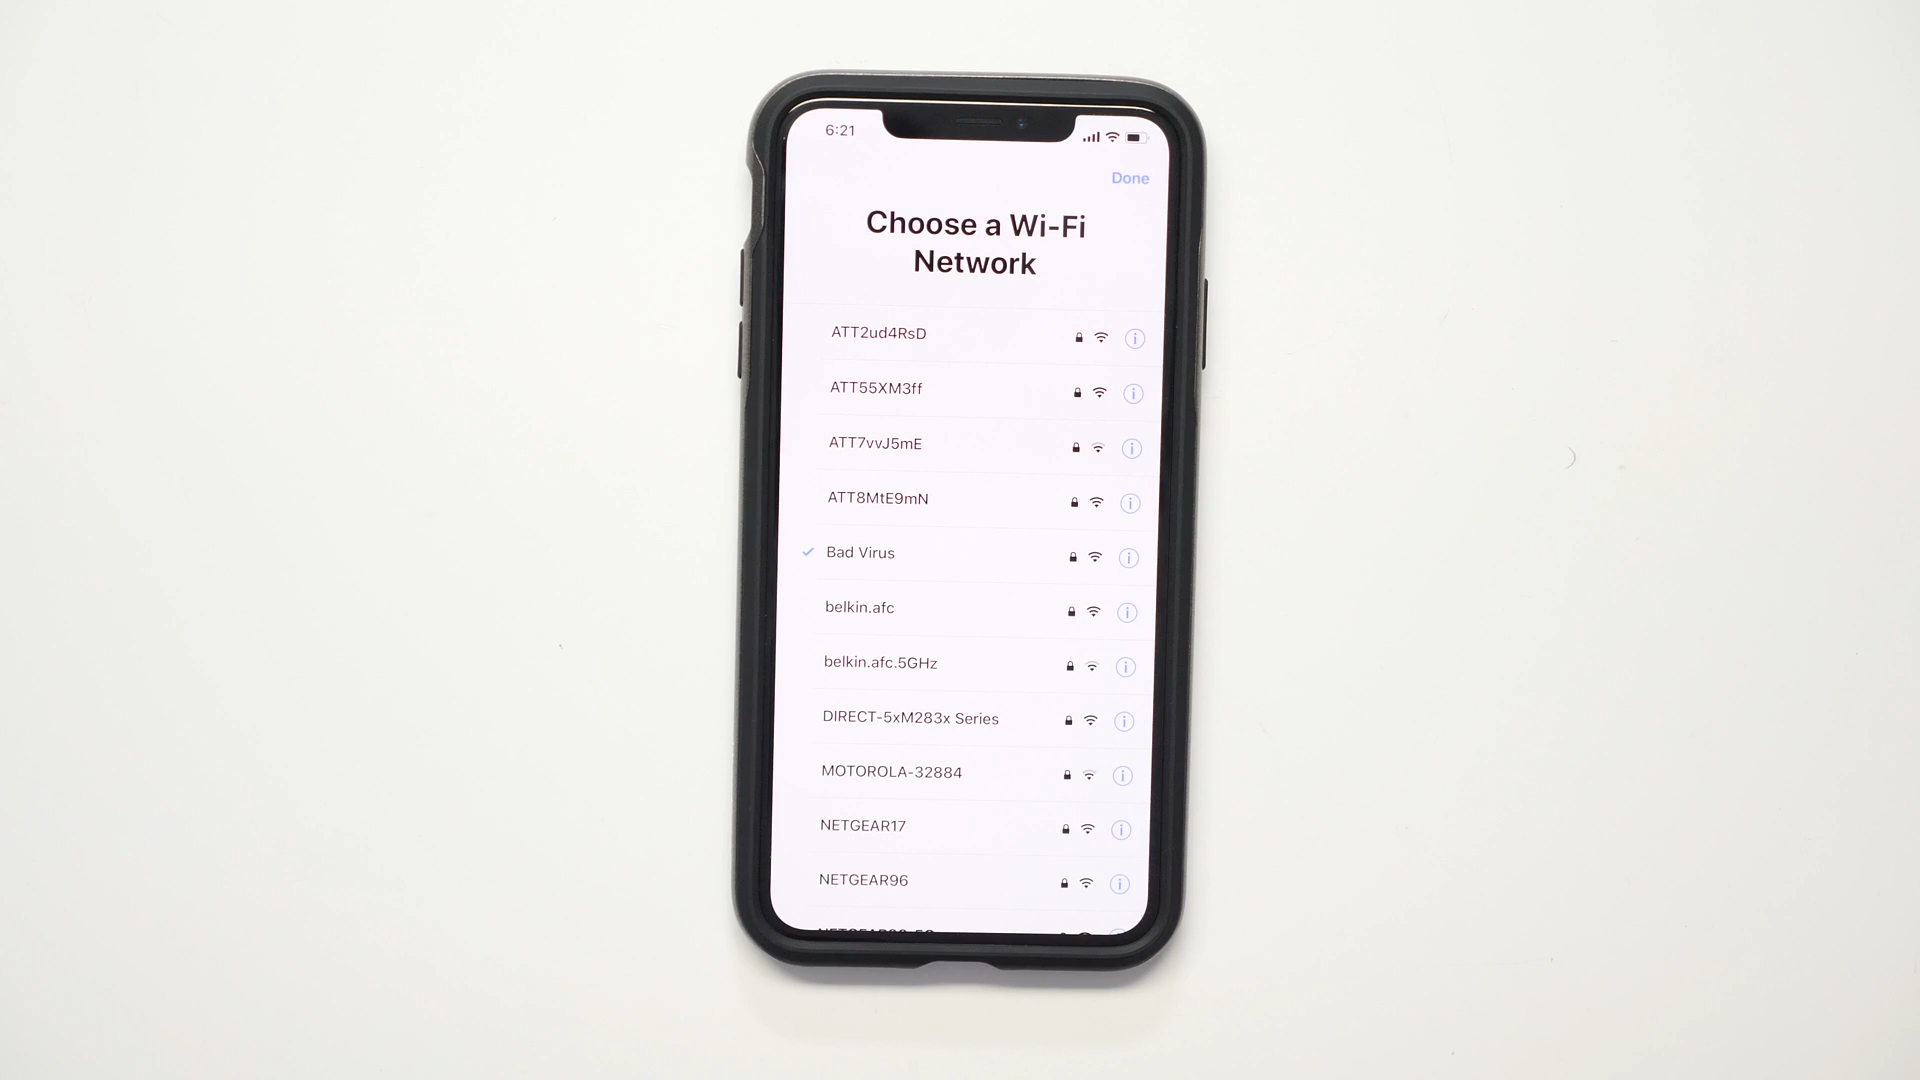 6:21
Done
Choose a Wi-Fi
Network
ATT2ud4RsD
ATT55XM3ff
ATT7vvJ5mE
ATT8MtE9mN
Bad Virus
belkin.afc
belkin.afc.5GHz
DIRECT-5xM283x Series
MOTOROLA-32884
NETGEAR17
NETGEAR96